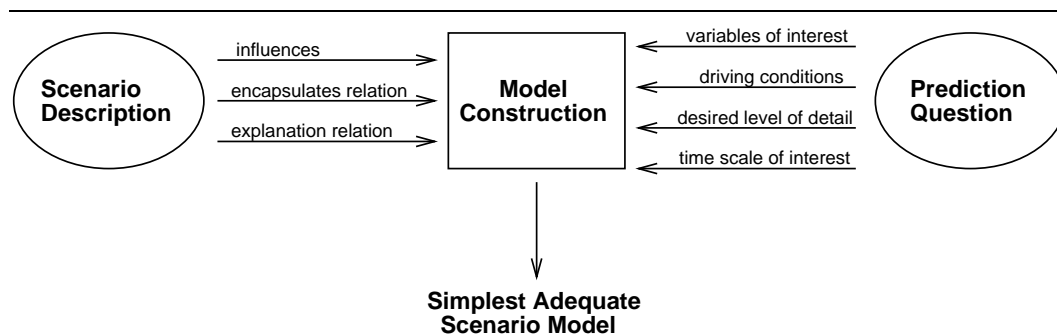 Scenario
Description
influences
encapsulates relation
explanation relation
Model
Construction
variables of interest
driving conditions
desired level of detail
time scale of interest
Prediction
Question
Simplest Adequate
Scenario Model